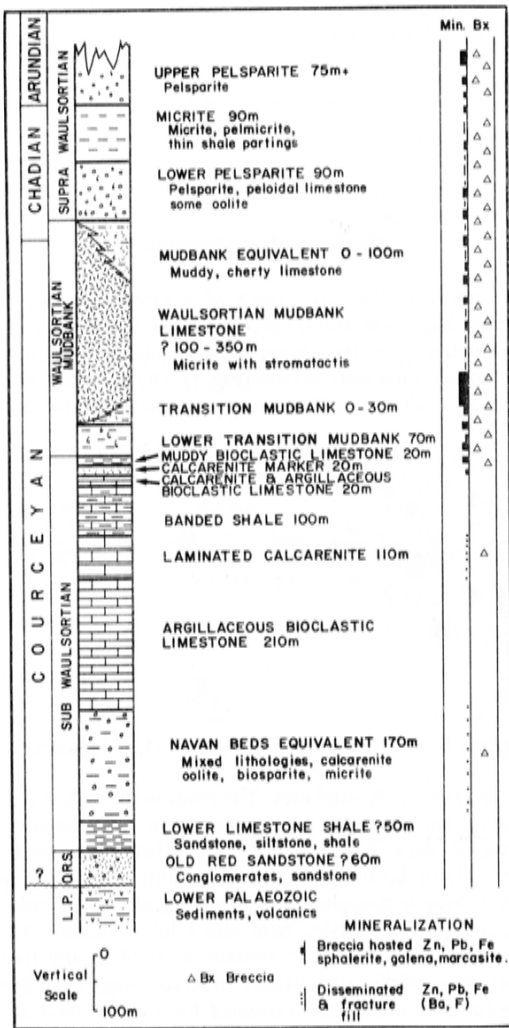 Min. Bx
ARUNDIAN
CHADIAN
COURCEYAN
?
SUPRA WAULSORTIAN
WAULSORTIAN
MUDBANK
SUB WAULSORTIAN
O.R.S.
L.P.
UPPER PELSPARITE 75m+
Pelsparite
MICRITE 90m
Micrite, pelmicrite,
thin shale partings
LOWER PELSPARITE 90m
Pelsparite, peloidal limestone
some oolite
MUDBANK EQUIVALENT 0-100m
Muddy, cherty limestone
WAULSORTIAN MUDBANK
LIMESTONE
? 100-350m
Micrite with stromatactis
TRANSITION MUDBANK 0-30m
LOWER TRANSITION MUDBANK 70m
MUDDY BIOCLASTIC LIMESTONE 20m
CALCARENITE MARKER 20m
CALCARENITE & ARGILLACEOUS
BIOCLASTIC LIMESTONE 20m
BANDED SHALE 100m
LAMINATED CALCARENITE 110m
ARGILLACEOUS BIOCLASTIC
LIMESTONE 210m
NAVAN BEDS EQUIVALENT 170m
Mixed lithologies, calcarenite
oolite, biosparite, micrite
LOWER LIMESTONE SHALE ?50m
Sandstone, siltstone, shale
OLD RED SANDSTONE ?60m
Conglomerates, sandstone
LOWER PALAEOZOIC
Sediments, volcanics
MINERALIZATION
Breccia hosted Zn, Pb, Fe
sphalerite, galena, marcasite.
Disseminated Zn, Pb, Fe
& fracture (Ba, F)
fill
Bx Breccia
Vertical
Scale
0
100m